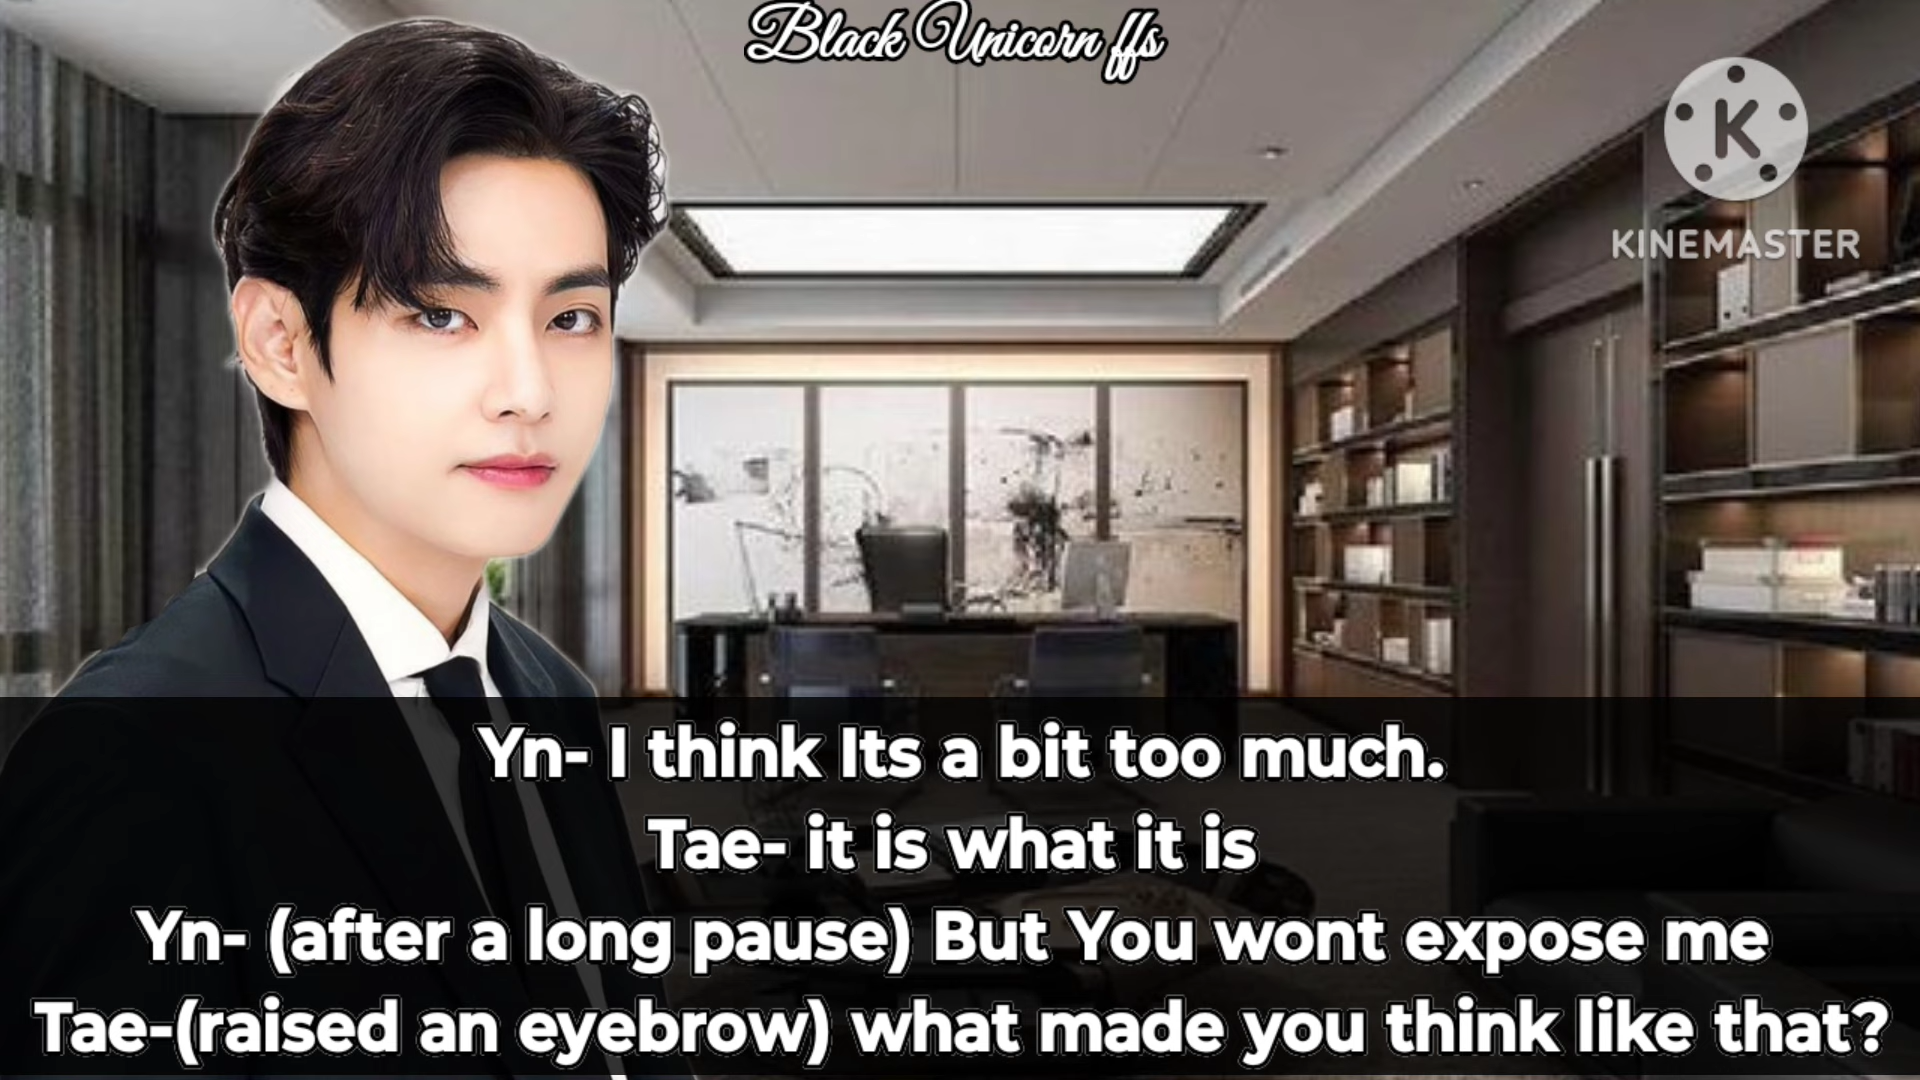 Black Unicorn ffs
K
KINEMASTER
Yn- I think Its a bit too much.
Tae- it is what it is
Yn- (after a long pause) But You wont expose me
Tae-(raised an eyebrow) what made you think like that?